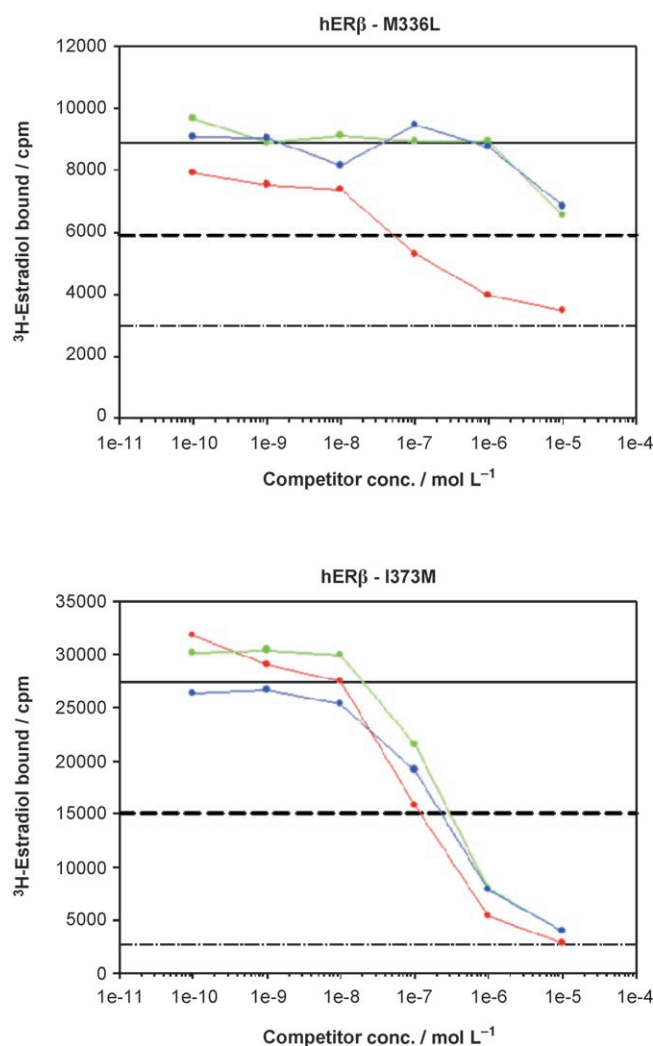 hERβ - M336L
12000
10000
8000
6000
4000
2000
0
³H-Estradiol bound / cpm
1e-11 1e-10 1e-9 1e-8 1e-7 1e-6 1e-5 1e-4
Competitor conc. / mol L⁻¹
hERβ - I373M
35000
30000
25000
20000
15000
10000
5000
0
³H-Estradiol bound / cpm
1e-11 1e-10 1e-9 1e-8 1e-7 1e-6 1e-5 1e-4
Competitor conc. / mol L⁻¹